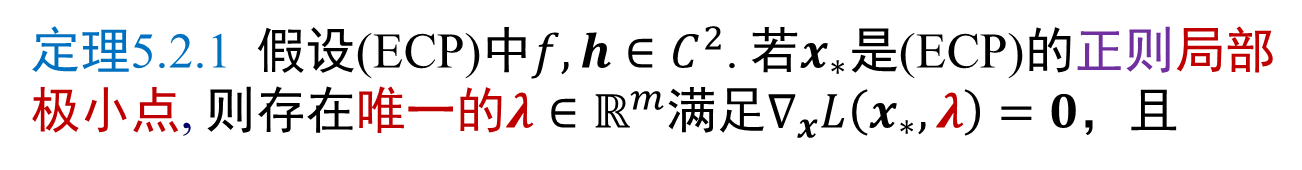 定理5.2.1 假设(ECP)中𝑓, 𝒉 ∈ 𝐶². 若𝒙∗是(ECP)的正则局部
极小点, 则存在唯一的𝝀 ∈ ℝᵐ满足∇𝒙𝐿(𝒙∗, 𝝀) = 𝟎，且